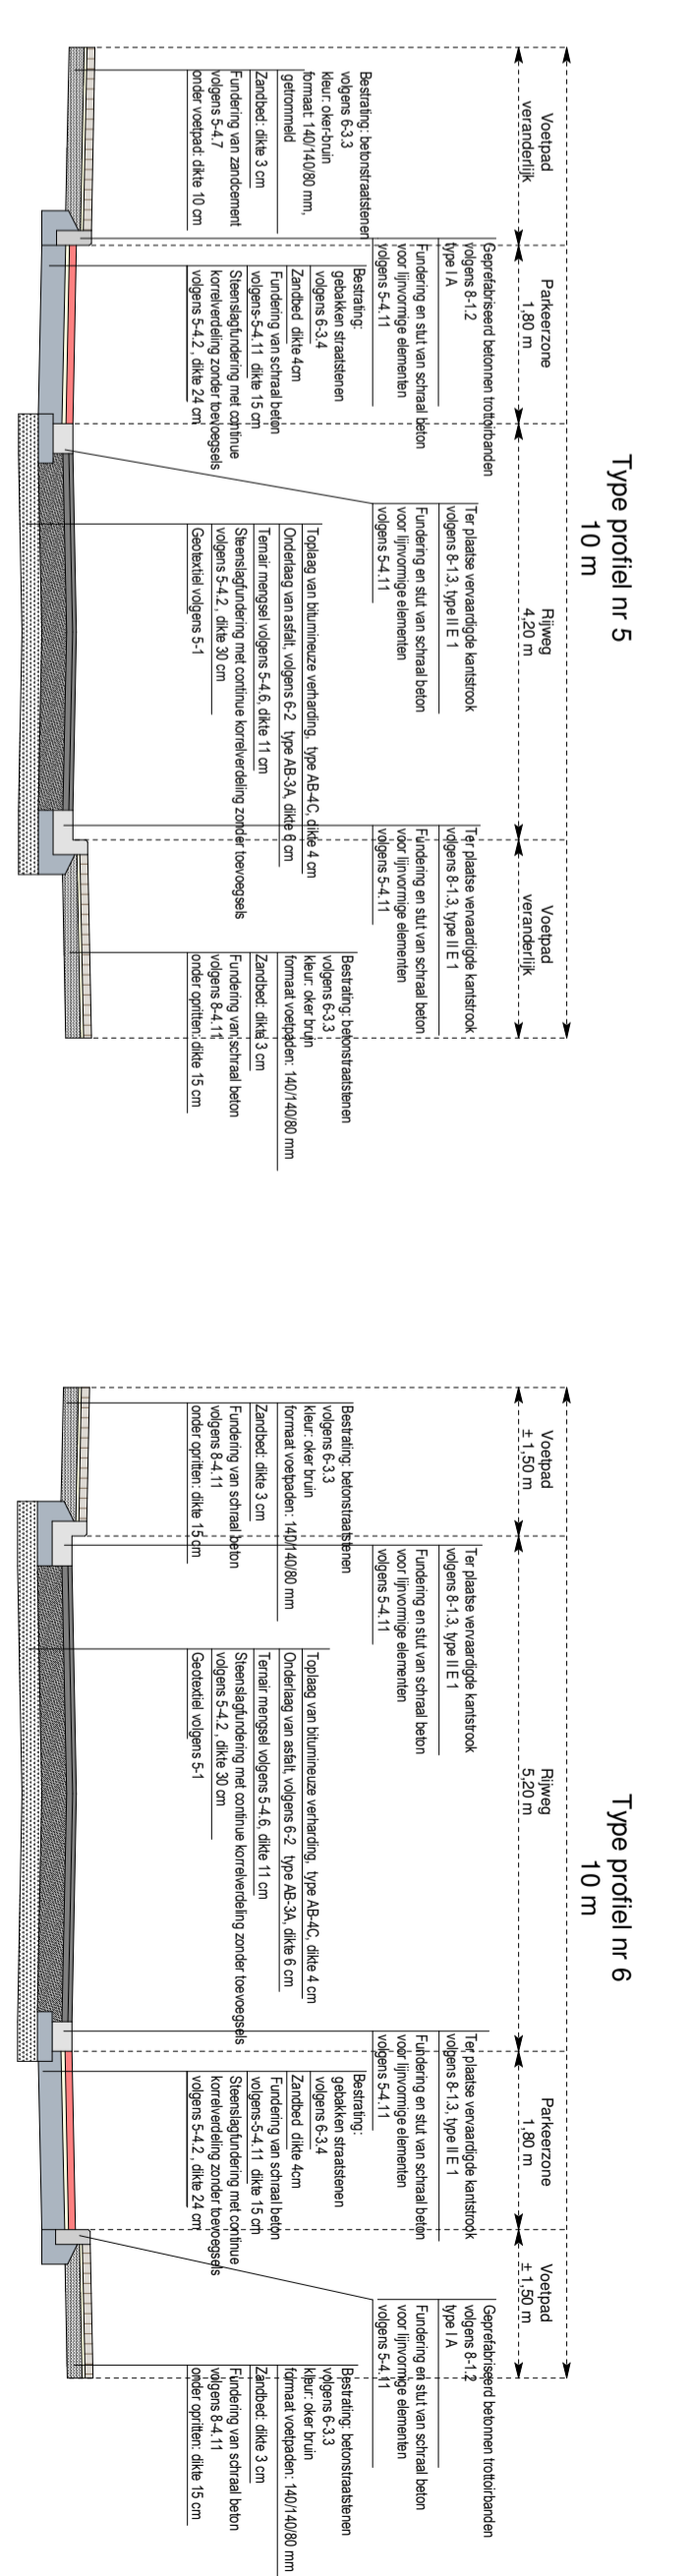 Type profiel nr 5
10 m
Voetpad
veranderlijk
Parkeerzone
1,80 m
Rijweg
4,20 m
Voetpad
veranderlijk
Bestrating: betonstraatstenen
volgens 6-3.3
kleur: oker-bruin
formaat: 140/140/80 mm,
getrommeld
Zandbed: dikte 3 cm
Fundering van zandcement
volgens 5-4.7
onder voetpad: dikte 10 cm
Geprefabriseerd betonnen trottoirbanden
volgens 8-1.2
type I A
Fundering en stut van schraal beton
voor lijnvormige elementen
volgens 5-4.11
Bestrating:
gebakken straatstenen
volgens 6-3.4
Zandbed dikte 4cm
Fundering van schraal beton
volgens-5-4.11 dikte 15 cm
Steenslagfundering met continue
korrelverdeling zonder toevoegsels
volgens 5-4.2 , dikte 24 cm
Ter plaatse vervaardigde kantstrook
volgens 8-1.3, type II E 1
Fundering en stut van schraal beton
voor lijnvormige elementen
volgens 5-4.11
Toplaag van bitumineuze verharding, type AB-4C, dikte 4 cm
Onderlaag van asfalt, volgens 6-2 type AB-3A, dikte 6 cm
Ternair mengsel volgens 5-4.6, dikte 11 cm
Steenslagfundering met continue korrelverdeling zonder toevoegsels
volgens 5-4.2 , dikte 30 cm
Geotextiel volgens 5-1
Ter plaatse vervaardigde kantstrook
volgens 8-1.3, type II E 1
Fundering en stut van schraal beton
voor lijnvormige elementen
volgens 5-4.11
Bestrating: betonstraatstenen
volgens 6-3.3
kleur: oker bruin
formaat voetpaden: 140/140/80 mm
Zandbed: dikte 3 cm
Fundering van schraal beton
volgens 8-4.11
onder opritten: dikte 15 cm
Type profiel nr 6
10 m
Voetpad
± 1,50 m
Rijweg
5,20 m
Parkeerzone
1,80 m
Voetpad
± 1,50 m
Bestrating: betonstraatstenen
volgens 6-3.3
kleur: oker bruin
formaat voetpaden: 140/140/80 mm
Zandbed: dikte 3 cm
Fundering van schraal beton
volgens 8-4.11
onder opritten: dikte 15 cm
Ter plaatse vervaardigde kantstrook
volgens 8-1.3, type II E 1
Fundering en stut van schraal beton
voor lijnvormige elementen
volgens 5-4.11
Toplaag van bitumineuze verharding, type AB-4C, dikte 4 cm
Onderlaag van asfalt, volgens 6-2 type AB-3A, dikte 6 cm
Ternair mengsel volgens 5-4.6, dikte 11 cm
Steenslagfundering met continue korrelverdeling zonder toevoegsels
volgens 5-4.2 , dikte 30 cm
Geotextiel volgens 5-1
Ter plaatse vervaardigde kantstrook
volgens 8-1.3, type II E 1
Fundering en stut van schraal beton
voor lijnvormige elementen
volgens 5-4.11
Bestrating:
gebakken straatstenen
volgens 6-3.4
Zandbed dikte 4cm
Fundering van schraal beton
volgens-5-4.11 dikte 15 cm
Steenslagfundering met continue
korrelverdeling zonder toevoegsels
volgens 5-4.2 , dikte 24 cm
Geprefabriseerd betonnen trottoirbanden
volgens 8-1.2
type I A
Fundering en stut van schraal beton
voor lijnvormige elementen
volgens 5-4.11
Bestrating: betonstraatstenen
volgens 6-3.3
kleur: oker bruin
formaat voetpaden: 140/140/80 mm
Zandbed: dikte 3 cm
Fundering van schraal beton
volgens 8-4.11
onder opritten: dikte 15 cm